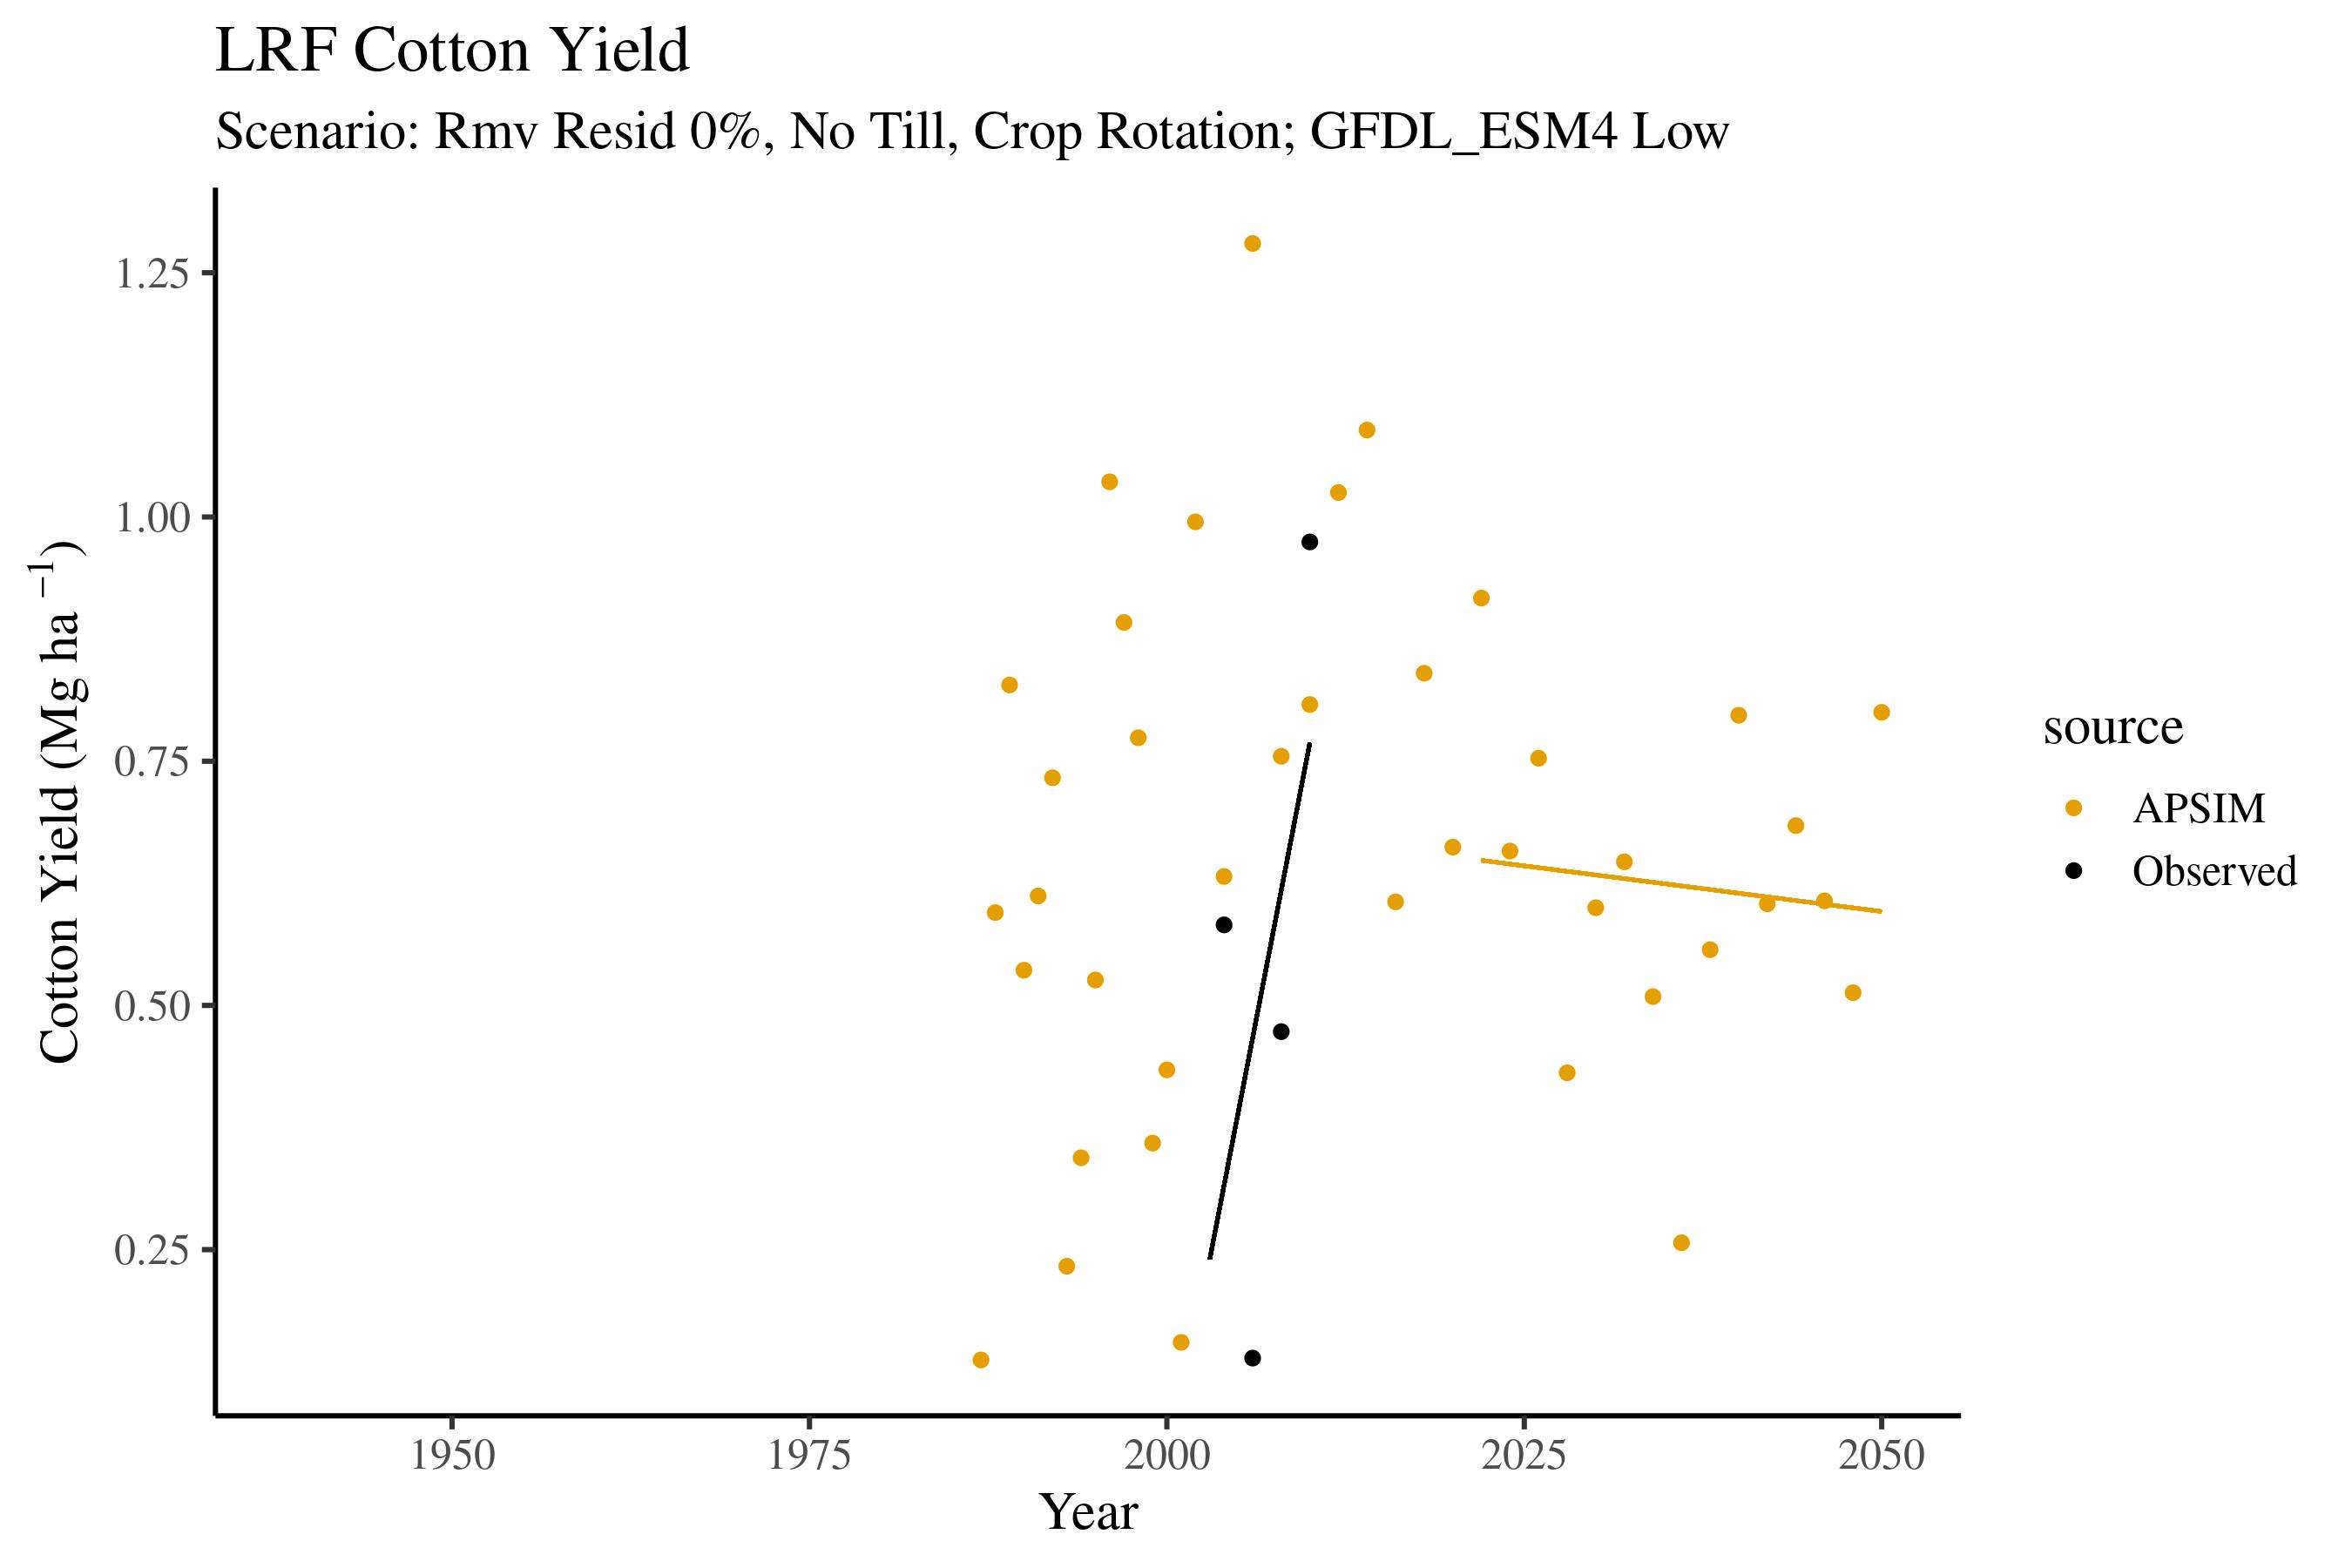 LRF Cotton Yield
Scenario: Rmv Resid 0%, No Till, Crop Rotation; GFDL_ESM4 Low
Cotton Yield (Mg ha −1)
1.25
1.00
0.75
0.50
0.25
1950 1975 2000 2025 2050
Year
source
APSIM
Observed